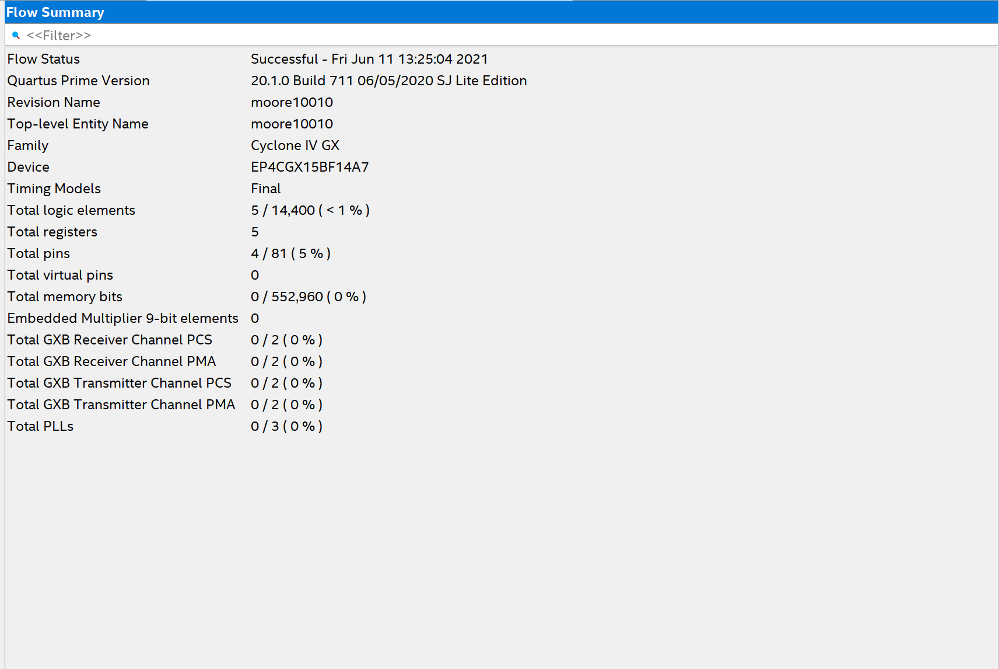 Flow Summary
<<Filter>>
Flow Status Successful - Fri Jun 11 13:25:04 2021
Quartus Prime Version 20.1.0 Build 711 06/05/2020 SJ Lite Edition
Revision Name moore10010
Top-level Entity Name moore10010
Family Cyclone IV GX
Device EP4CGX15BF14A7
Timing Models Final
Total logic elements 5 / 14,400 ( < 1 % )
Total registers 5
Total pins 4 / 81 ( 5 % )
Total virtual pins 0
Total memory bits 0 / 552,960 ( 0 % )
Embedded Multiplier 9-bit elements 0
Total GXB Receiver Channel PCS 0 / 2 ( 0 % )
Total GXB Receiver Channel PMA 0 / 2 ( 0 % )
Total GXB Transmitter Channel PCS 0 / 2 ( 0 % )
Total GXB Transmitter Channel PMA 0 / 2 ( 0 % )
Total PLLs 0 / 3 ( 0 % )